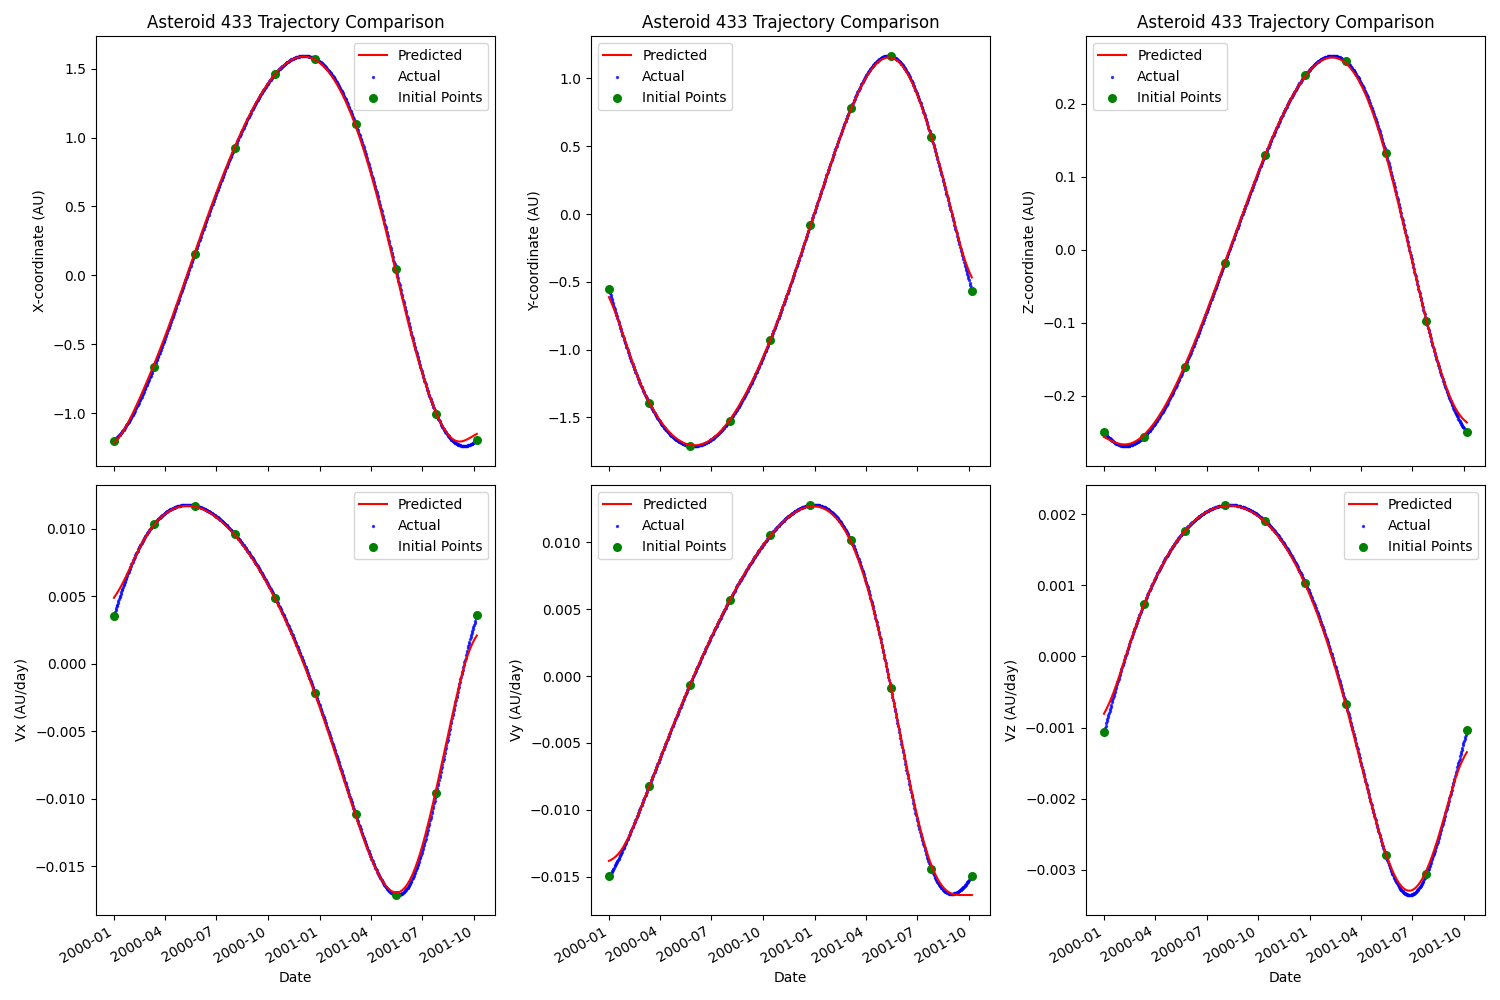 Asteroid 433 Trajectory Comparison
X-coordinate (AU)
1.5
1.0
0.5
0.0
−0.5
−1.0
Predicted
Actual
Initial Points
Asteroid 433 Trajectory Comparison
Y-coordinate (AU)
1.0
0.5
0.0
−0.5
−1.0
−1.5
Predicted
Actual
Initial Points
Asteroid 433 Trajectory Comparison
Z-coordinate (AU)
0.2
0.1
0.0
−0.1
−0.2
Predicted
Actual
Initial Points
Vx (AU/day)
0.010
0.005
0.000
−0.005
−0.010
−0.015
Predicted
Actual
Initial Points
2000-01
2000-04
2000-07
2000-10
2001-01
2001-04
2001-07
2001-10
Date
Vy (AU/day)
0.010
0.005
0.000
−0.005
−0.010
−0.015
Predicted
Actual
Initial Points
2000-01
2000-04
2000-07
2000-10
2001-01
2001-04
2001-07
2001-10
Date
Vz (AU/day)
0.002
0.001
0.000
−0.001
−0.002
−0.003
Predicted
Actual
Initial Points
2000-01
2000-04
2000-07
2000-10
2001-01
2001-04
2001-07
2001-10
Date